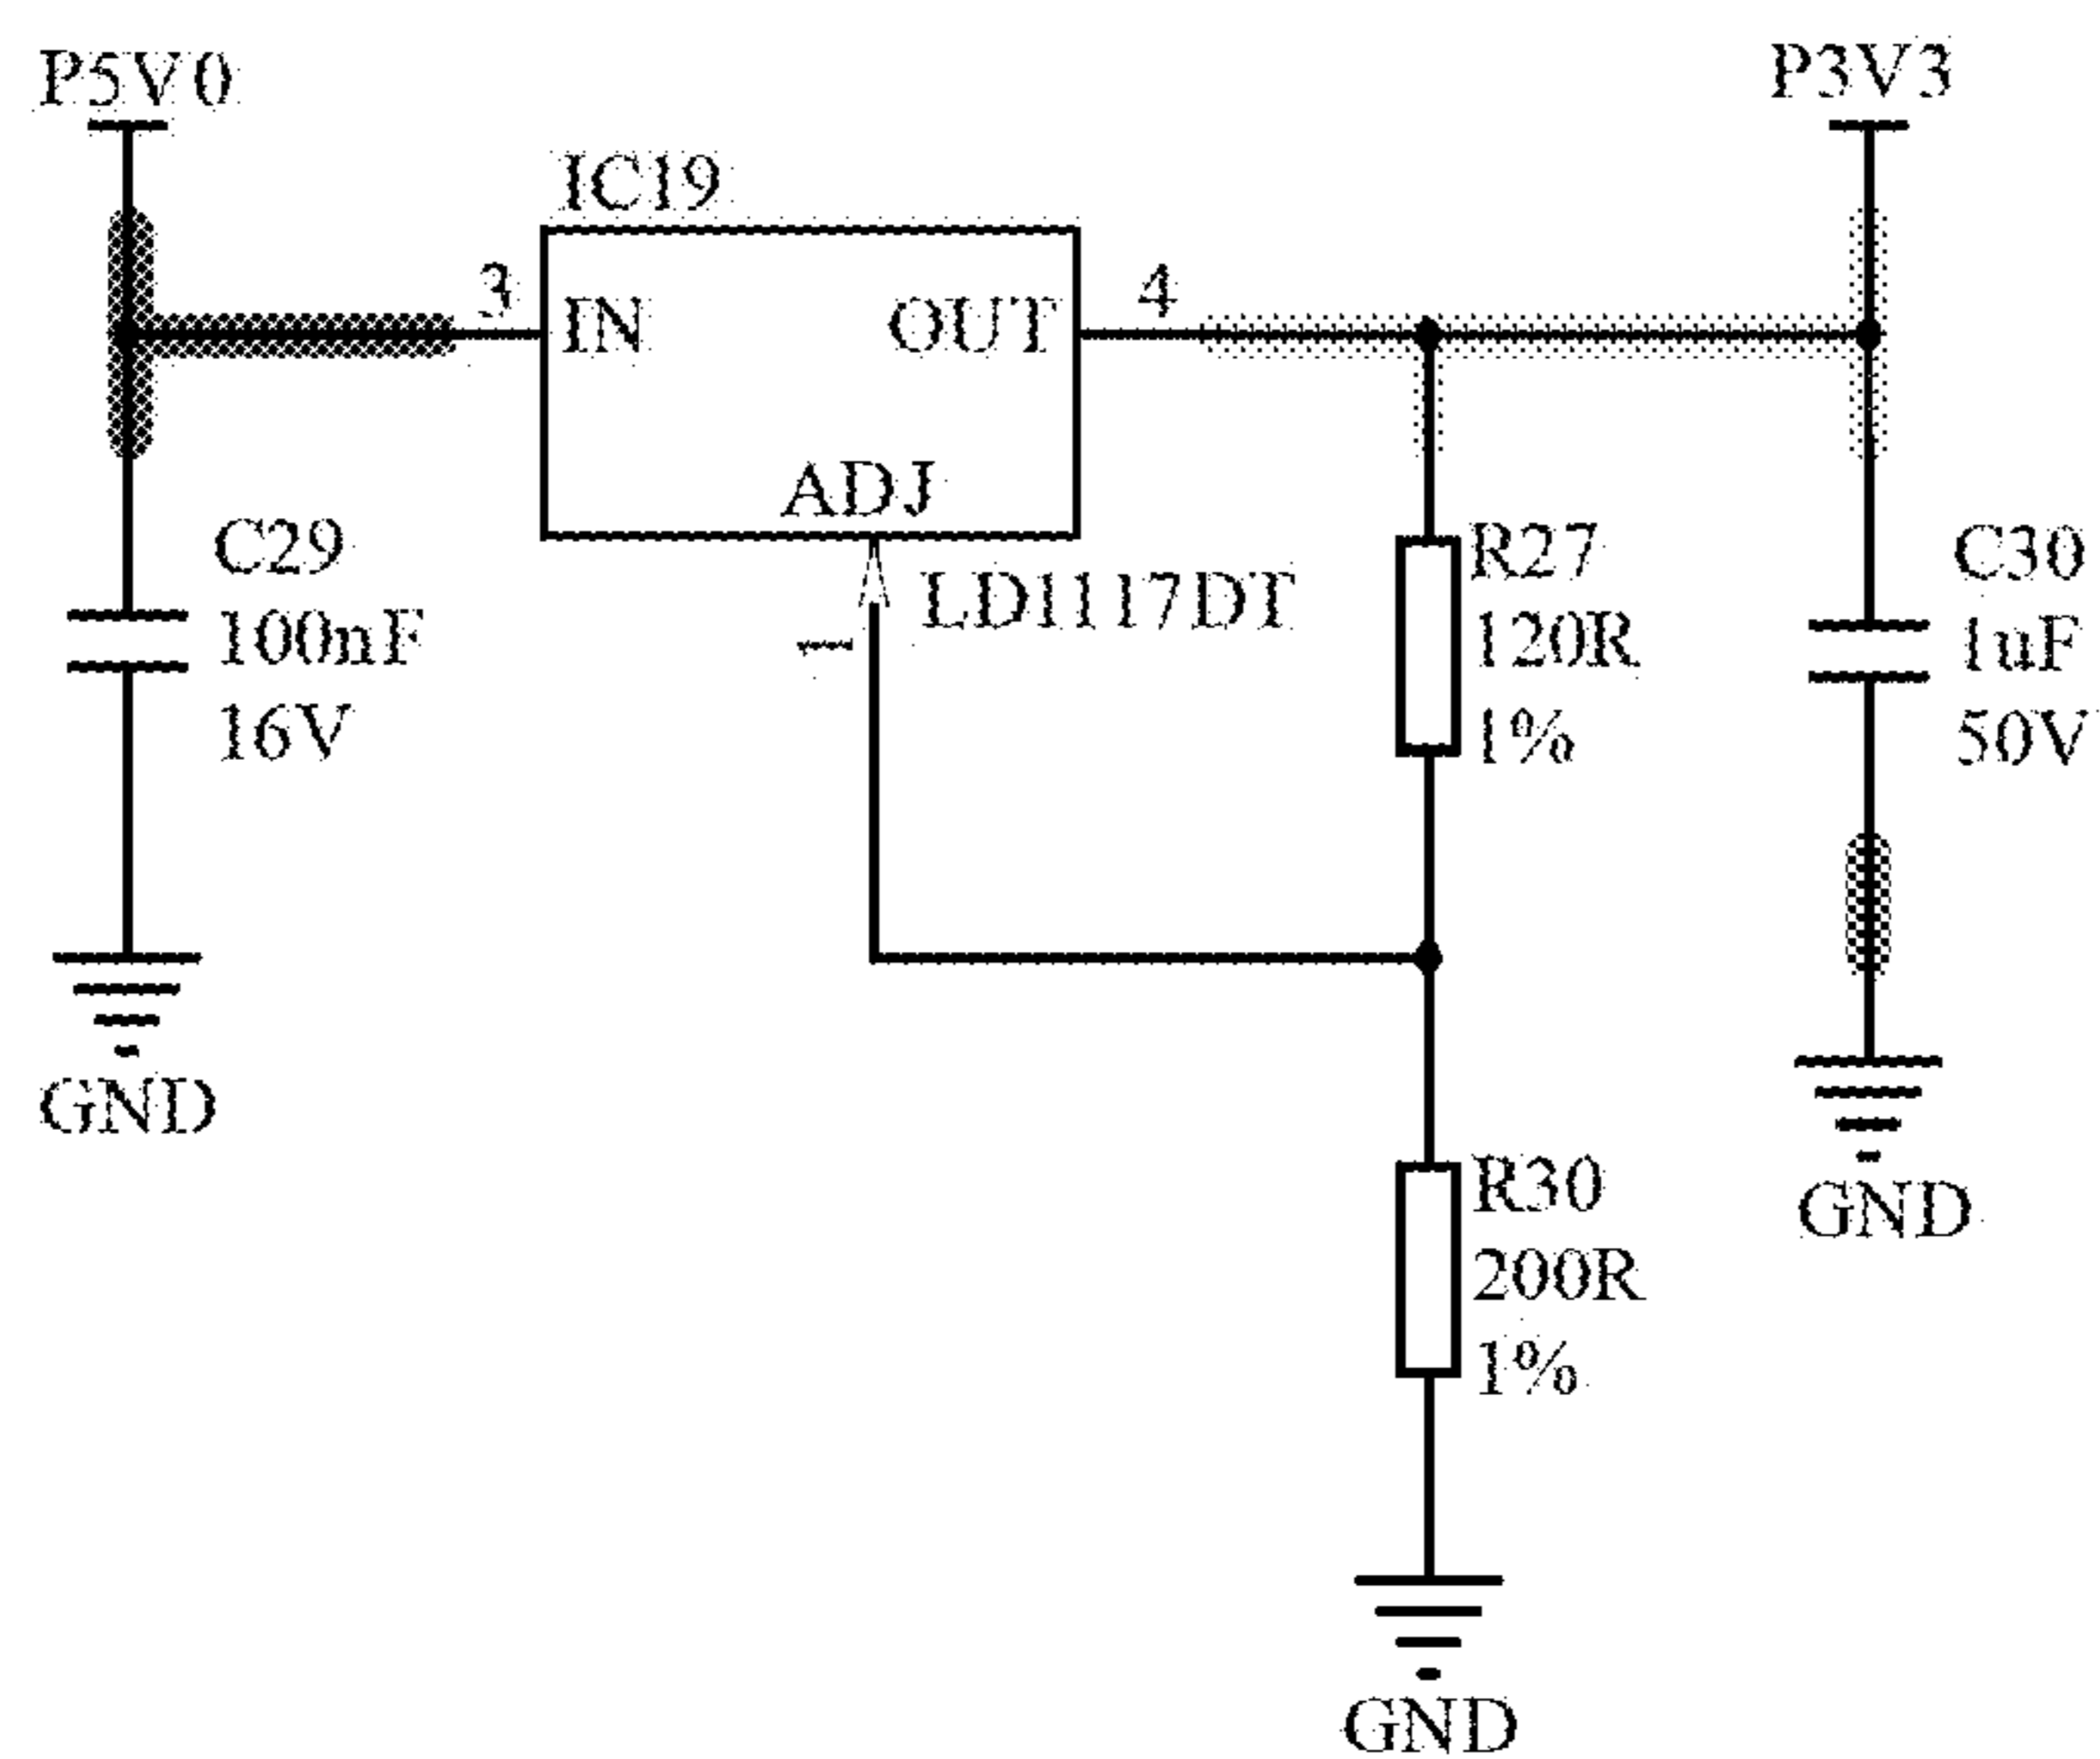 P5V0
P3V3
IC19
3
IN
OUT
4
ADJ
1
LD1117DT
C29
100nF
16V
R27
120R
1%
C30
1uF
50V
GND
R30
200R
1%
GND
GND